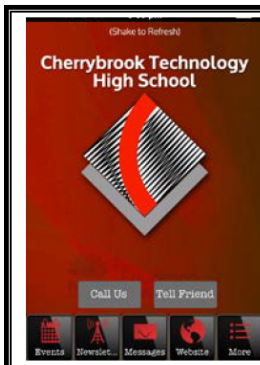 (Shake to Refresh)
Cherrybrook Technology
High School
Call Us
Tell Friend
Events
Newslet...
Messages
Website
More